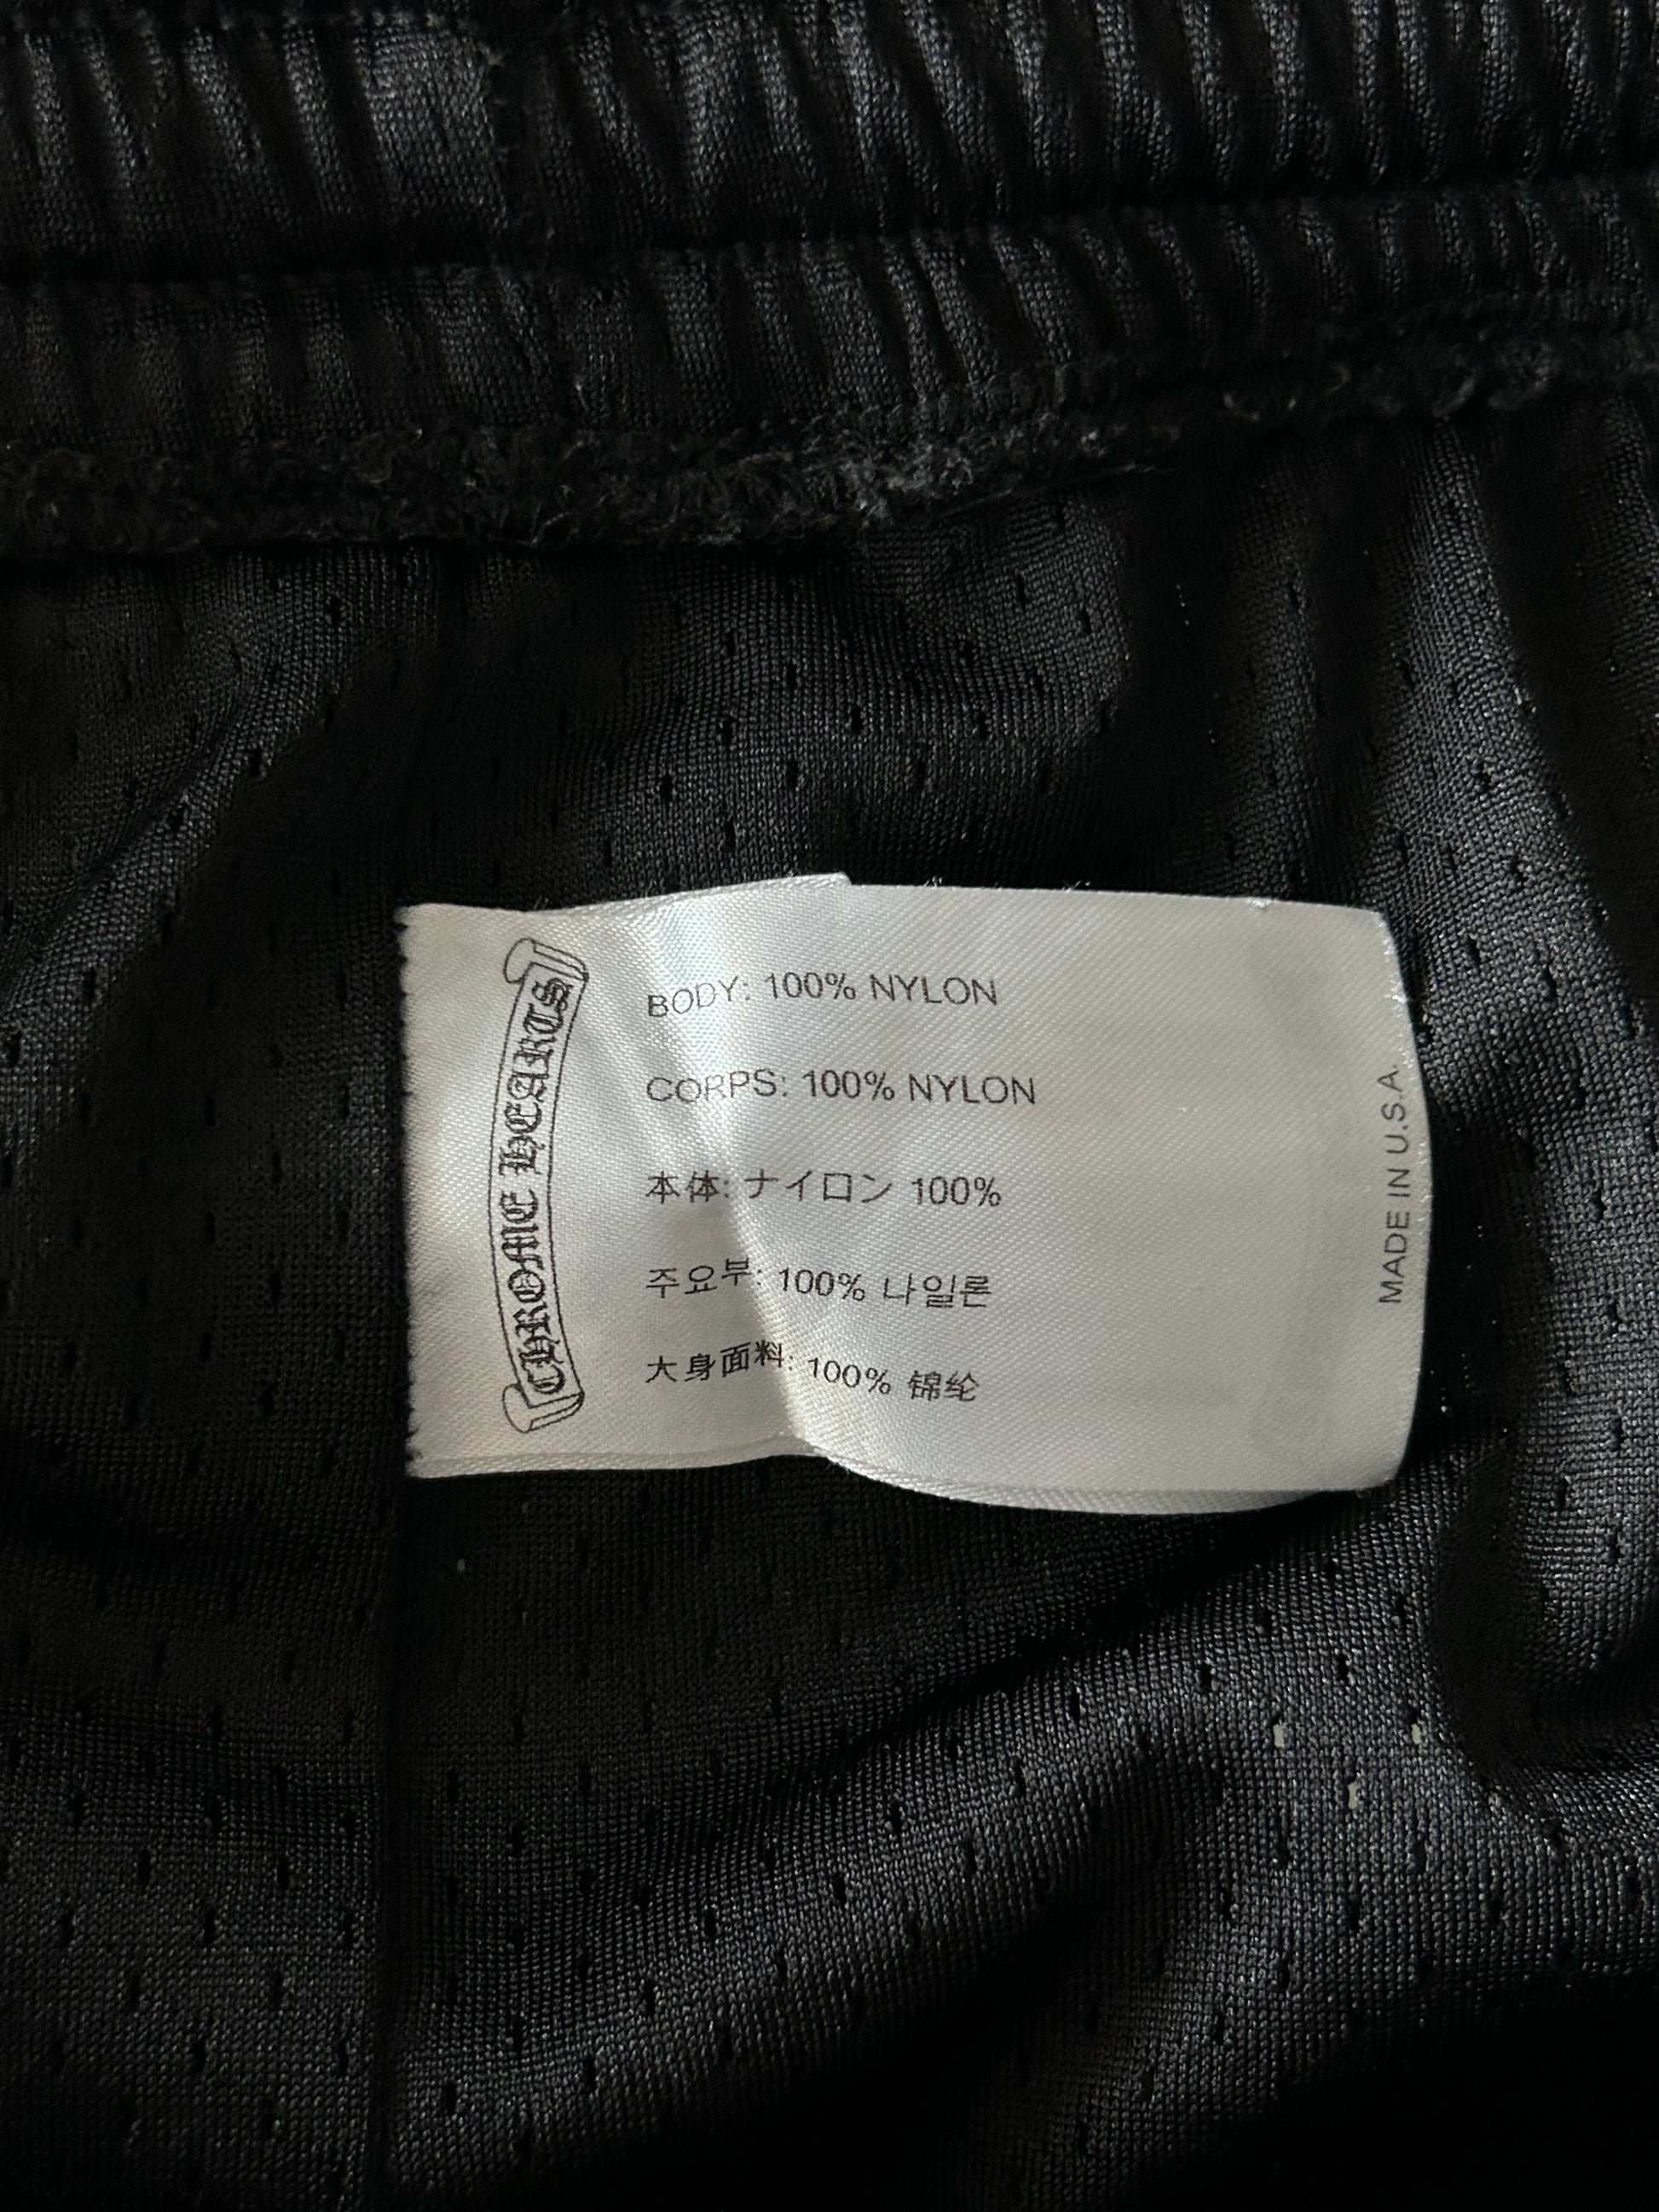 CHROME HEARTS
BODY: 100% NYLON
CORPS: 100% NYLON
本体: ナイロン 100%
주요부: 100% 나일론
大身面料: 100% 锦纶
MADE IN U.S.A.